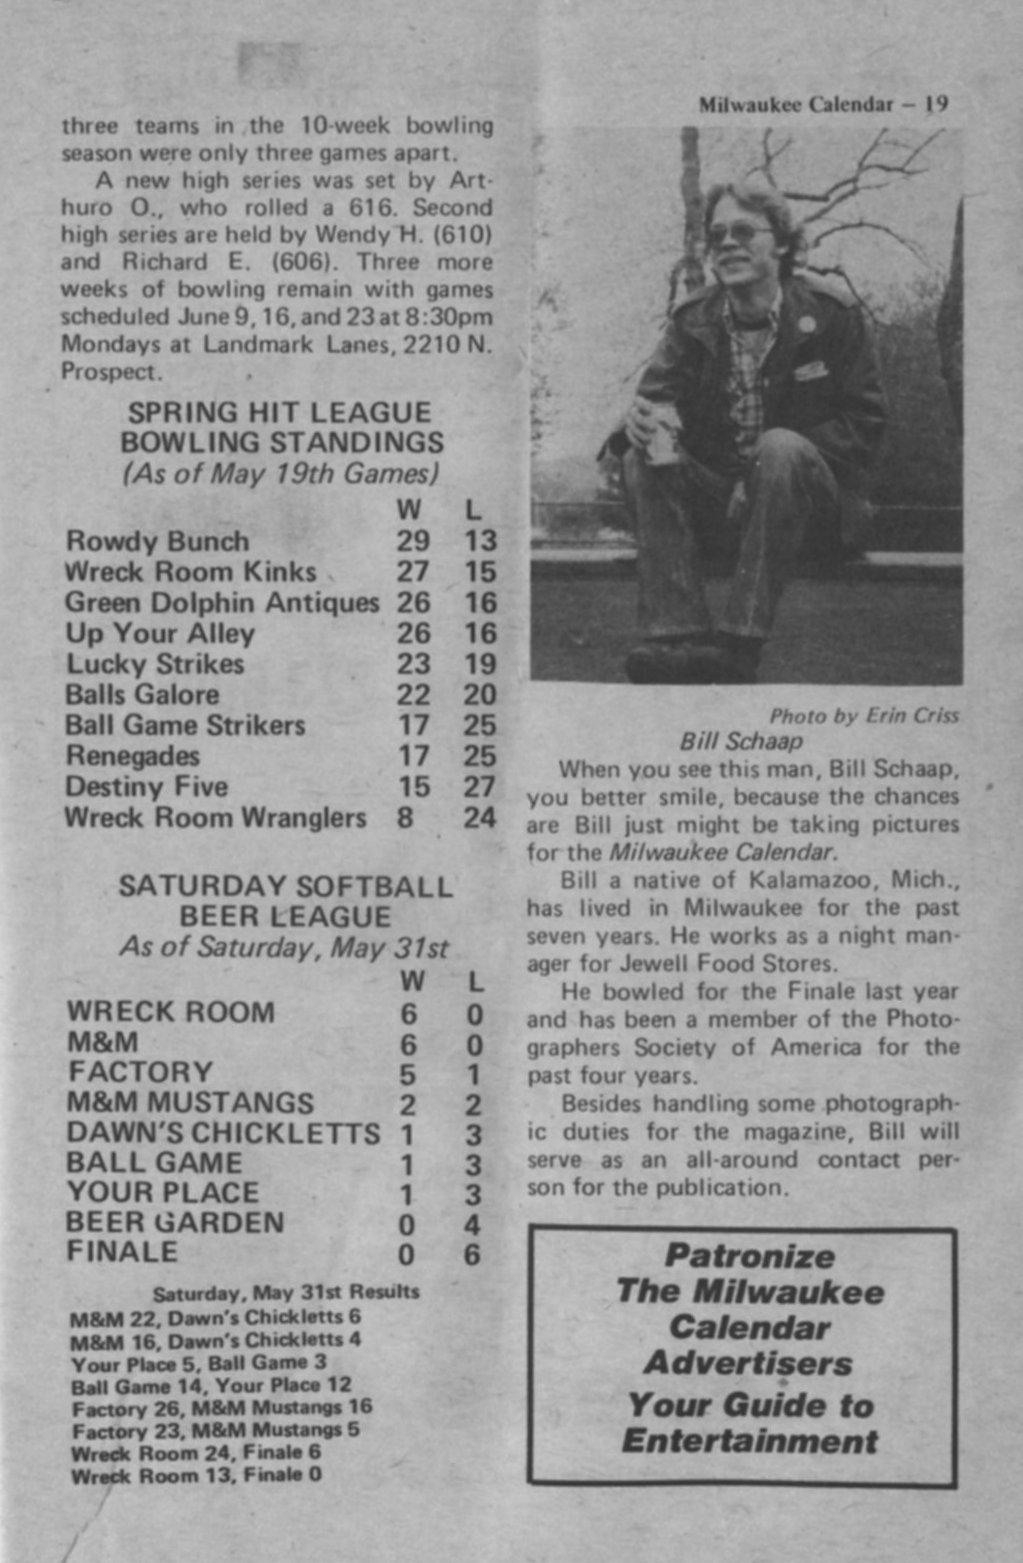 Milwaukee Calendar — 19
three teams in the 10-week bowling
season were only three games apart.
A new high series was set by Art-
huro O., who rolled a 616. Second
high series are held by Wendy H. (610)
and Richard E. (606). Three more
weeks of bowling remain with games
scheduled June 9, 16, and 23 at 8:30pm
Mondays at Landmark Lanes, 2210 N.
Prospect.
SPRING HIT LEAGUE
BOWLING STANDINGS
(As of May 19th Games)
W L
Rowdy Bunch 29 13
Wreck Room Kinks 27 15
Green Dolphin Antiques 26 16
Up Your Alley 26 16
Lucky Strikes 23 19
Balls Galore 22 20
Ball Game Strikers 17 25
Renegades 17 25
Destiny Five 15 27
Wreck Room Wranglers 8 24
SATURDAY SOFTBALL
BEER LEAGUE
As of Saturday, May 31st
W L
WRECK ROOM 6 0
M&M 6 0
FACTORY 5 1
M&M MUSTANGS 2 2
DAWN'S CHICKLETTS 1 3
BALL GAME 1 3
YOUR PLACE 1 3
BEER GARDEN 0 4
FINALE 0 6
Saturday, May 31st Results
M&M 22, Dawn's Chickletts 6
M&M 16, Dawn's Chickletts 4
Your Place 5, Ball Game 3
Ball Game 14, Your Place 12
Factory 26, M&M Mustangs 16
Factory 23, M&M Mustangs 5
Wreck Room 24, Finale 6
Wreck Room 13, Finale 0
Photo by Erin Criss
Bill Schaap
When you see this man, Bill Schaap,
you better smile, because the chances
are Bill just might be taking pictures
for the Milwaukee Calendar.
Bill a native of Kalamazoo, Mich.,
has lived in Milwaukee for the past
seven years. He works as a night man-
ager for Jewell Food Stores.
He bowled for the Finale last year
and has been a member of the Photo-
graphers Society of America for the
past four years.
Besides handling some photograph-
ic duties for the magazine, Bill will
serve as an all-around contact per-
son for the publication.
Patronize
The Milwaukee
Calendar
Advertisers
Your Guide to
Entertainment